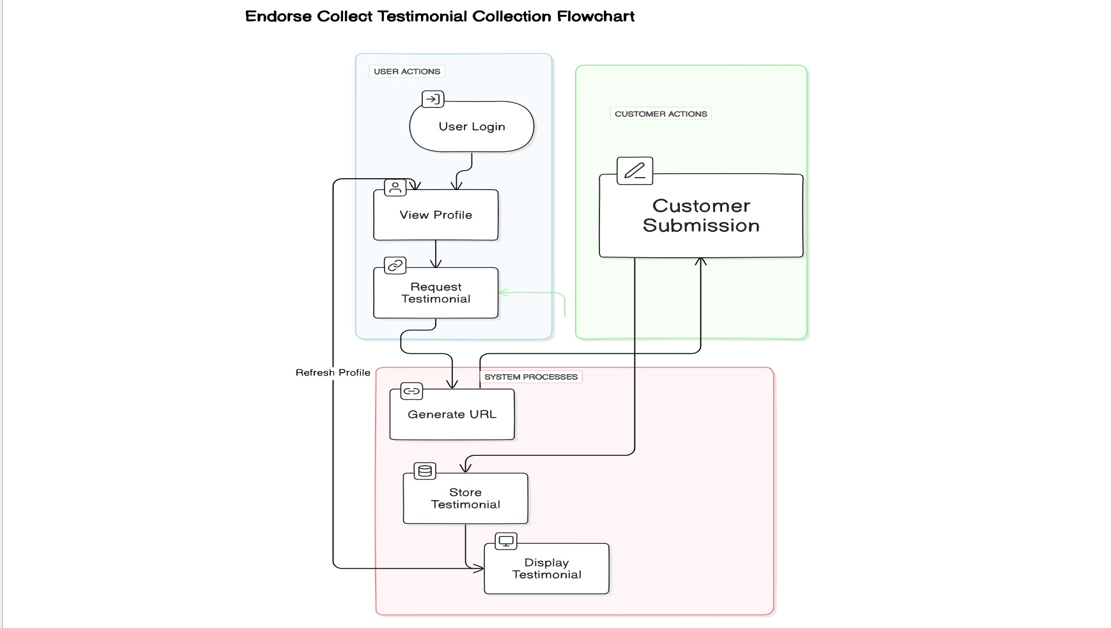 Endorse Collect Testimonial Collection Flowchart
USER ACTIONS
User Login
View Profile
Request
Testimonial
CUSTOMER ACTIONS
Customer
Submission
Refresh Profile
SYSTEM PROCESSES
Generate URL
Store
Testimonial
Display
Testimonial